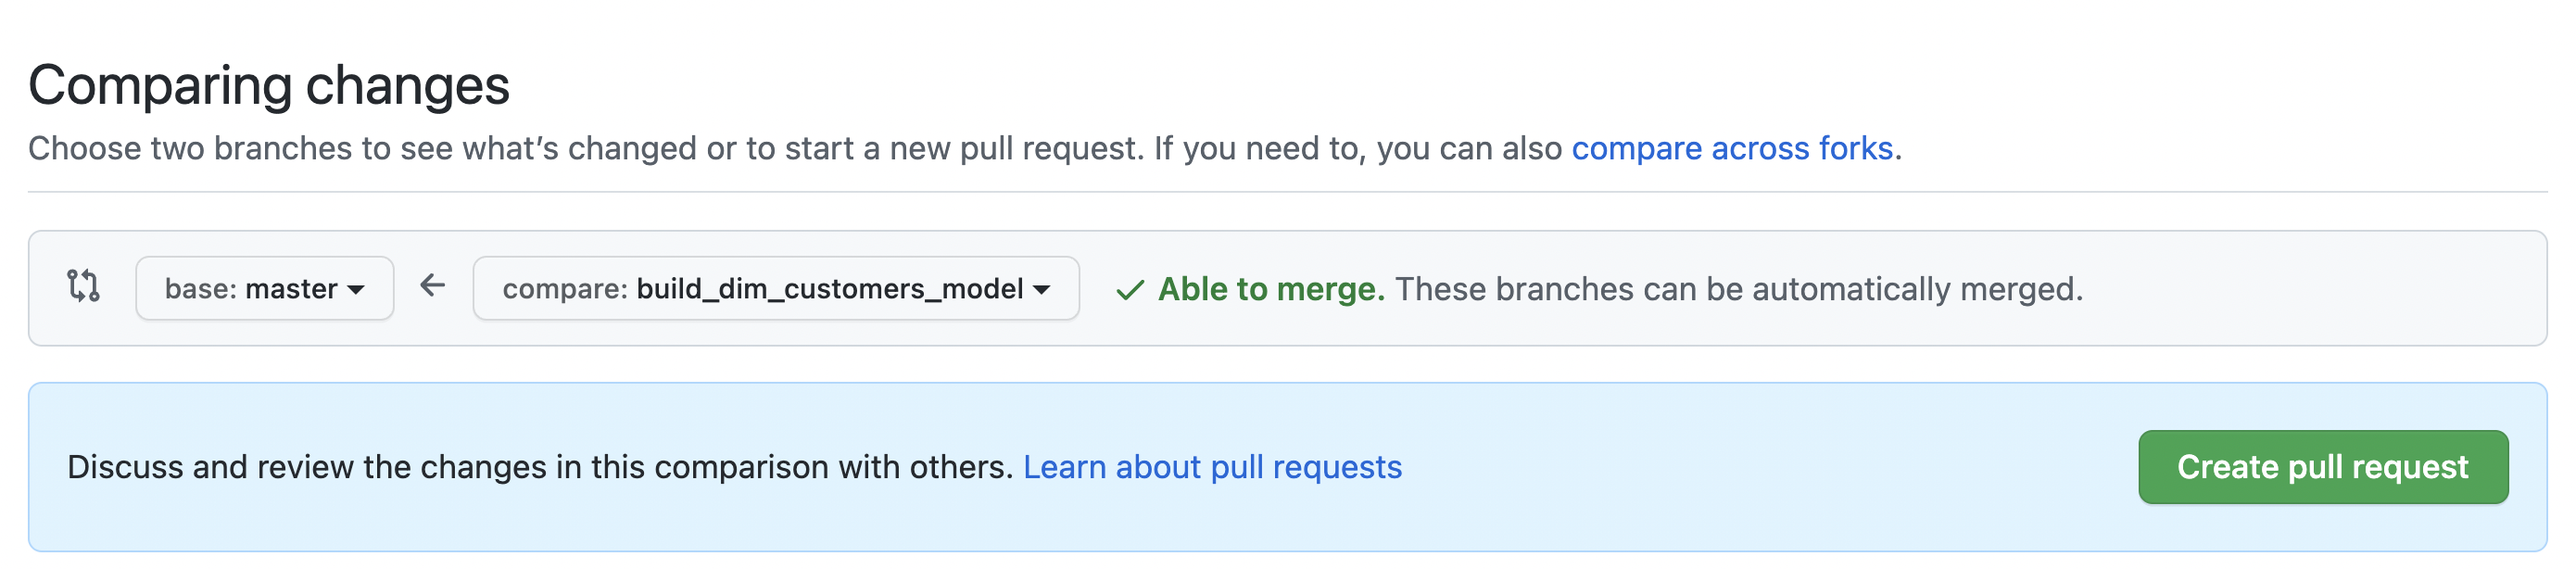 Comparing changes
Choose two branches to see what’s changed or to start a new pull request. If you need to, you can also compare across forks.
base: master compare: build_dim_customers_model Able to merge. These branches can be automatically merged.
Discuss and review the changes in this comparison with others. Learn about pull requests Create pull request